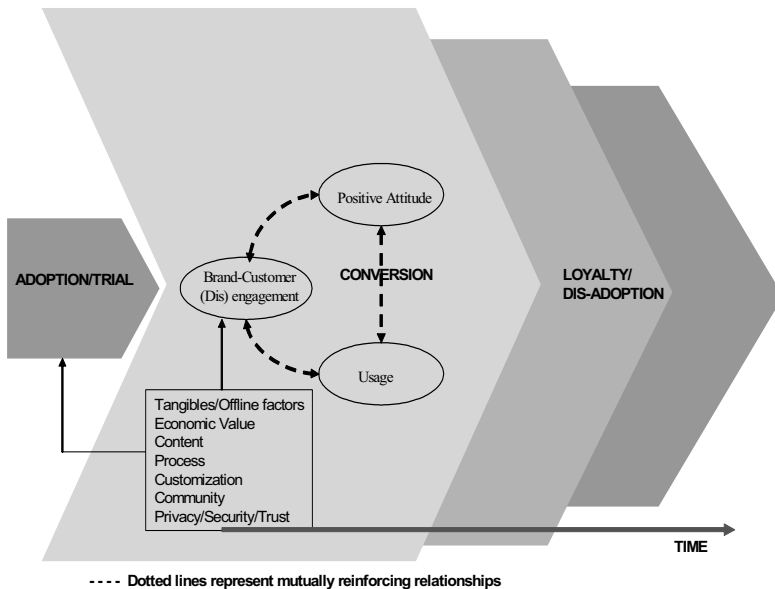 Positive Attitude
ADOPTION/TRIAL
Brand-Customer
(Dis) engagement
CONVERSION
LOYALTY/
DIS-ADOPTION
Usage
Tangibles/Offline factors
Economic Value
Content
Process
Customization
Community
Privacy/Security/Trust
TIME
---- Dotted lines represent mutually reinforcing relationships